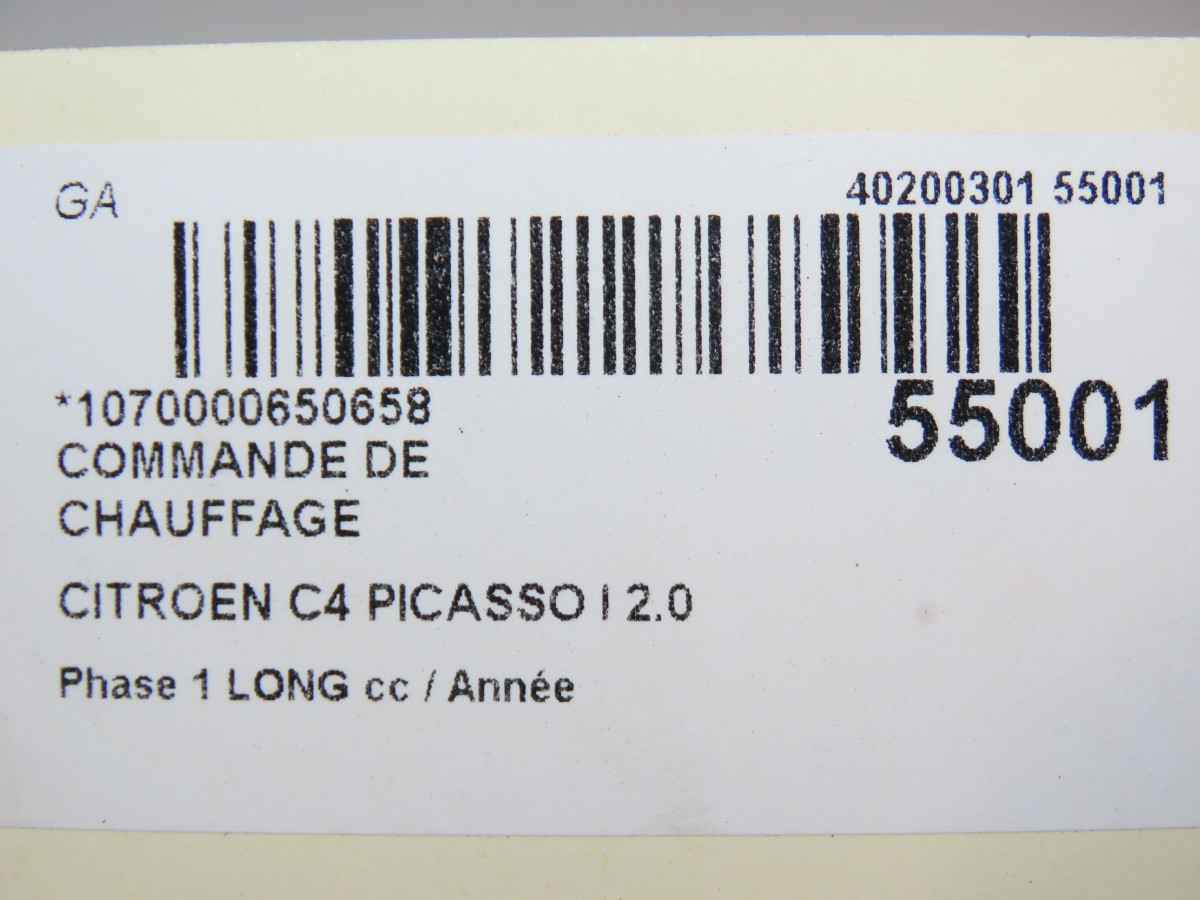 GA
40200301 55001
*1070000650658
55001
COMMANDE DE
CHAUFFAGE
CITROEN C4 PICASSO I 2.0
Phase 1 LONG cc / Année